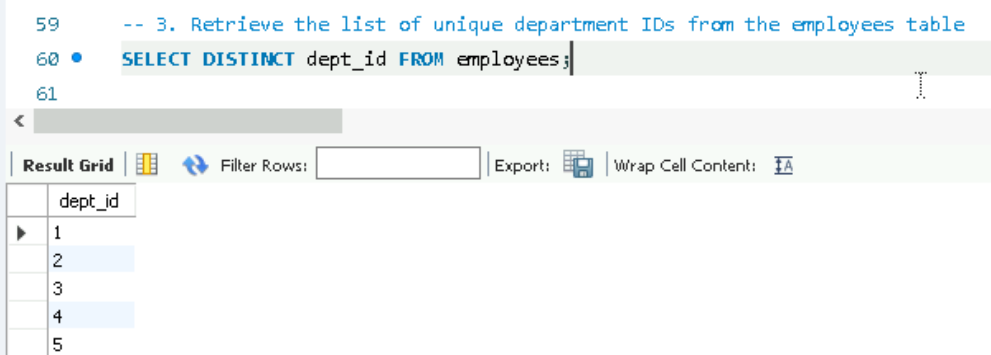 59 -- 3. Retrieve the list of unique department IDs from the employees table
60 SELECT DISTINCT dept_id FROM employees;
61
Result Grid Filter Rows: Export: Wrap Cell Content: IA
dept_id
1
2
3
4
5